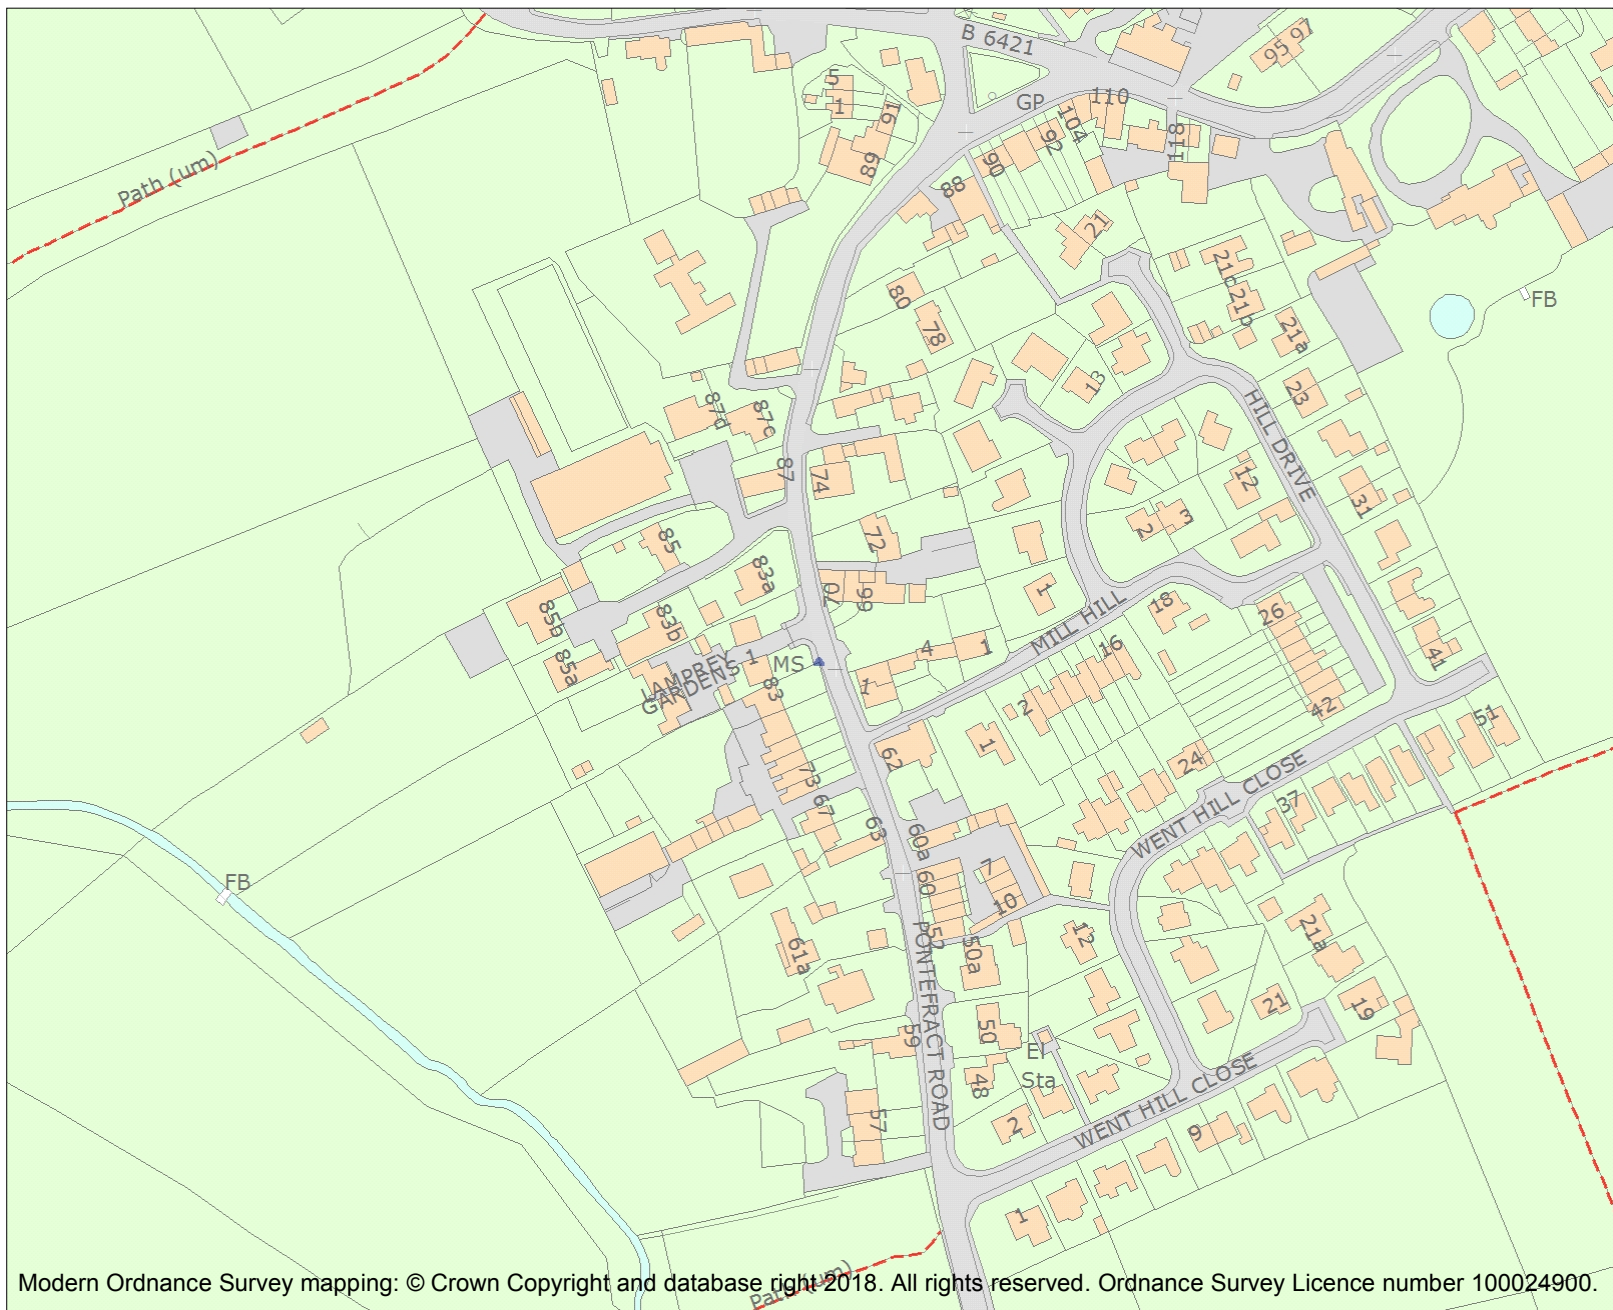 B 6421
95 97
5
1
91
89
GP
110
104
92
90
118
88
Path (um)
21
21c
21b
21a
FB
80
78
13
23
HILL DRIVE
87d
87c
87
74
12
31
72
2
3
85
83a
70
66
1
MILL HILL
18
26
85b
83b
85a
LAMPREY
GARDENS
1
MS
83
4
1
1
16
2
41
42
62
1
24
51
WENT HILL CLOSE
37
73
67
63
60a
60
7
10
FB
52
PONTEFRACT ROAD
50a
12
61a
21a
21
19
59
50
El
Sta
48
57
2
WENT HILL CLOSE
9
1
Path (um)
Modern Ordnance Survey mapping: © Crown Copyright and database right 2018. All rights reserved. Ordnance Survey Licence number 100024900.